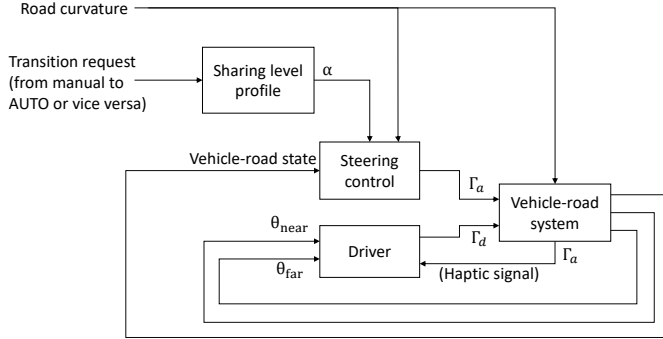 Road curvature
Transition request
(from manual to
AUTO or vice versa)
Sharing level
profile
α
Vehicle-road state
Steering
control
Γₐ
Vehicle-road
system
θnear
θfar
Driver
Γd
Γₐ
(Haptic signal)